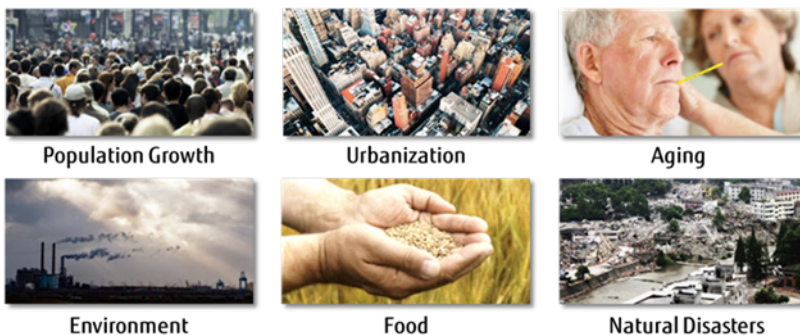 Population Growth
Urbanization
Aging
Environment
Food
Natural Disasters